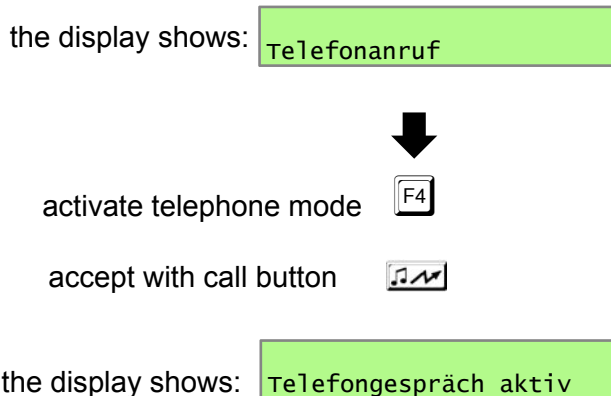 the display shows: Telefonanruf
activate telephone mode F4
accept with call button
the display shows: Telefongespräch aktiv